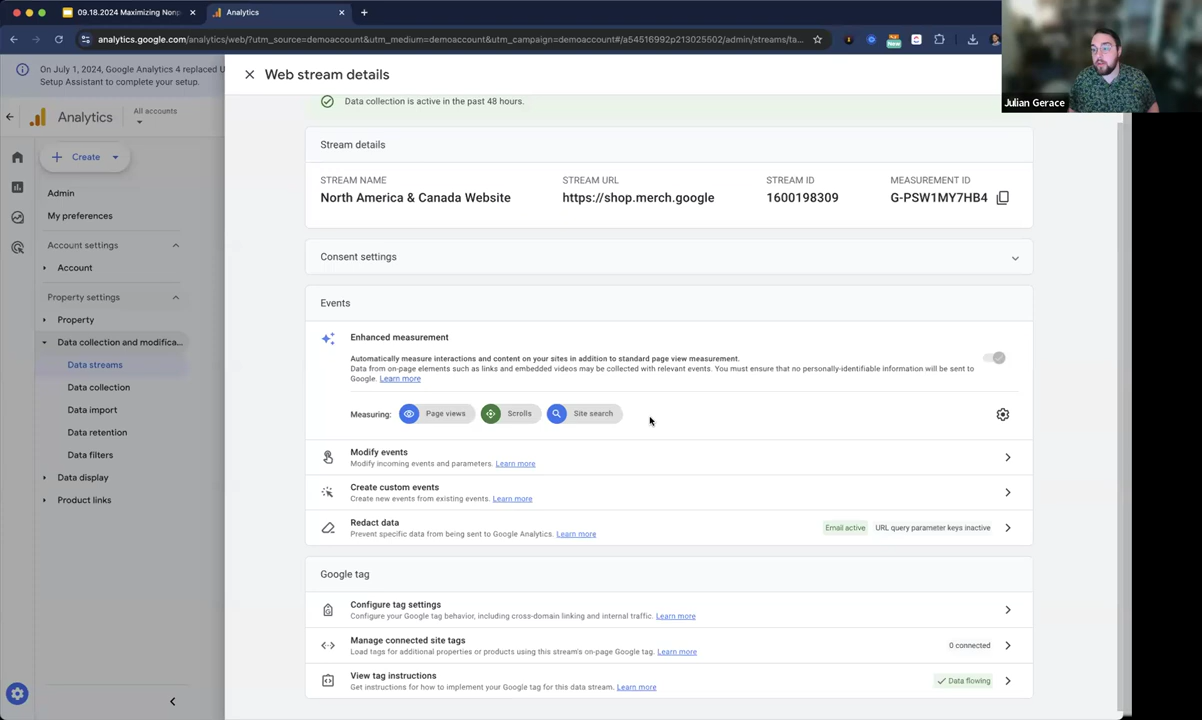 09.18.2024 Maximizing Nonp
Analytics
analytics.google.com/analytics/web/?utm_source=demoaccount&utm_medium=demoaccount&utm_campaign=demoaccount#/a54516992p213025502/admin/streams/ta...
New
On July 1, 2024, Google Analytics 4 replaced U
Setup Assistant to complete your setup.
Web stream details
Julian Gerace
Analytics
All accounts
Data collection is active in the past 48 hours.
Create
Admin
My preferences
Account settings
Account
Property settings
Property
Data collection and modifica...
Data streams
Data collection
Data import
Data retention
Data filters
Data display
Product links
Stream details
STREAM NAME
North America & Canada Website
STREAM URL
https://shop.merch.google
STREAM ID
1600198309
MEASUREMENT ID
G-PSW1MY7HB4
Consent settings
Events
Enhanced measurement
Automatically measure interactions and content on your sites in addition to standard page view measurement.
Data from on-page elements such as links and embedded videos may be collected with relevant events. You must ensure that no personally-identifiable information will be sent to
Google. Learn more
Measuring:
Page views
Scrolls
Site search
Modify events
Modify incoming events and parameters. Learn more
Create custom events
Create new events from existing events. Learn more
Redact data
Prevent specific data from being sent to Google Analytics. Learn more
Email active
URL query parameter keys inactive
Google tag
Configure tag settings
Configure your Google tag behavior, including cross-domain linking and internal traffic. Learn more
Manage connected site tags
Load tags for additional properties or products using this stream's on-page Google tag. Learn more
0 connected
View tag instructions
Get instructions for how to implement your Google tag for this data stream. Learn more
Data flowing